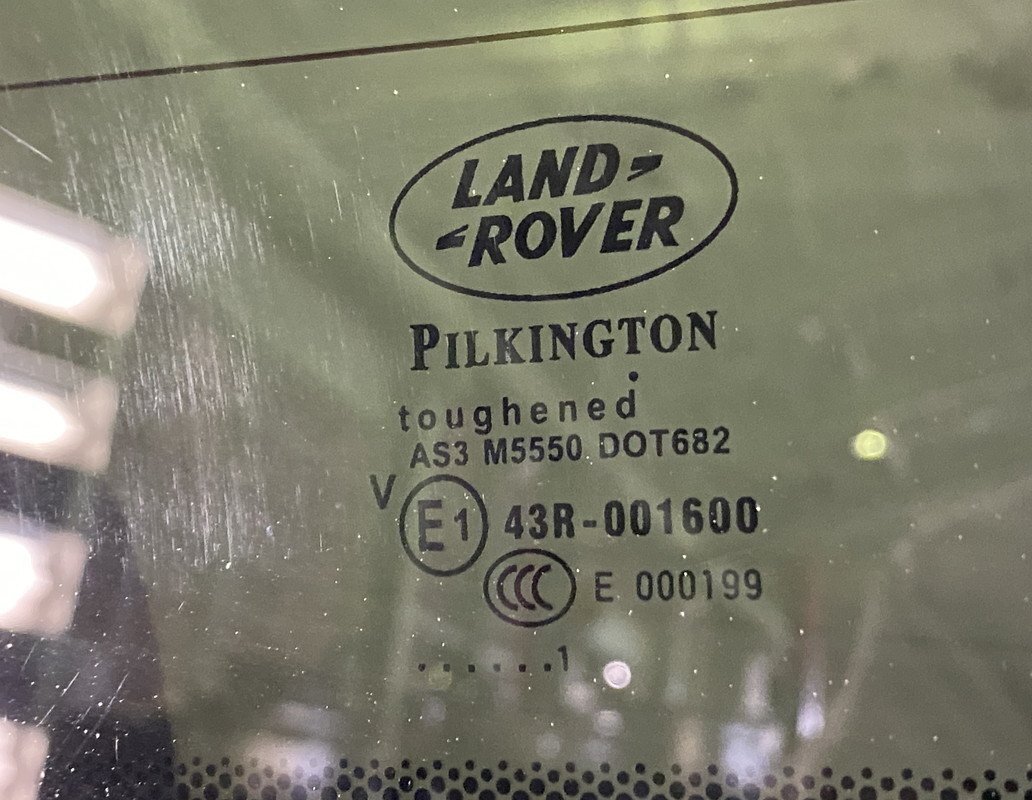 LAND
ROVER
PILKINGTON
toughened
AS3 M5550 DOT682
V E1 43R-001600
CCC E 000199
......1